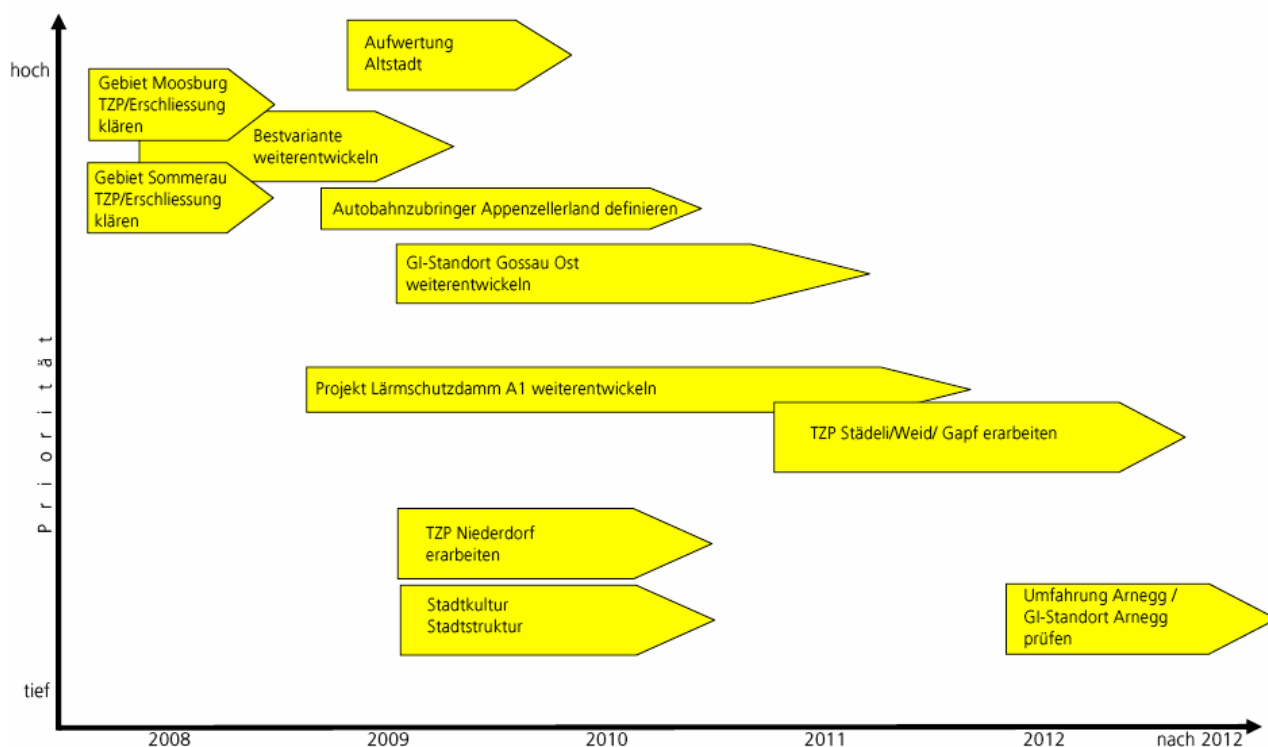 hoch
Aufwertung
Altstadt
Gebiet Moosburg
TZP/Erschliessung
klären
Bestvariante
weiterentwickeln
Gebiet Sommerau
TZP/Erschliessung
klären
Autobahnzubringer Appenzellerland definieren
GI-Standort Gossau Ost
weiterentwickeln
Priorität
Projekt Lärmschutzdamm A1 weiterentwickeln
TZP Städeli/Weid/ Gapf erarbeiten
TZP Niederdorf
erarbeiten
Stadtkultur
Stadtstruktur
Umfahrung Arnegg /
GI-Standort Arnegg
prüfen
tief
2008 2009 2010 2011 2012 nach 2012